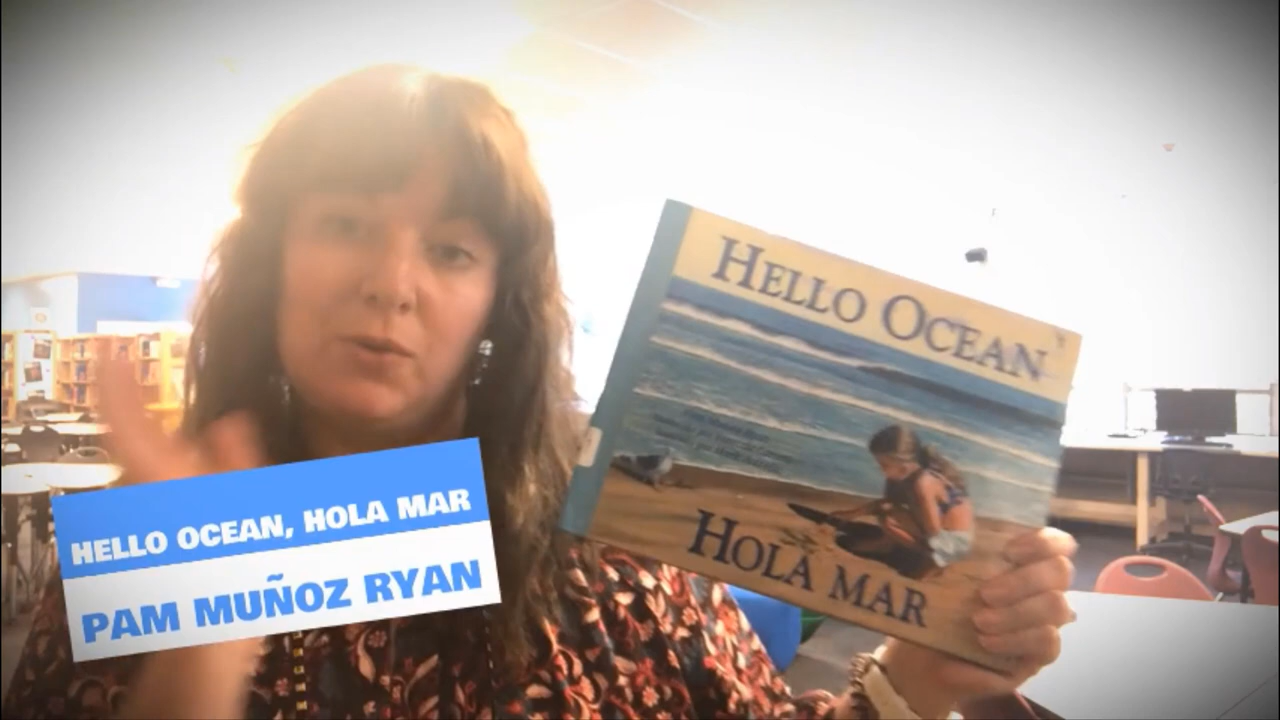 HELLO OCEAN
HOLA MAR
HELLO OCEAN, HOLA MAR
PAM MUÑOZ RYAN